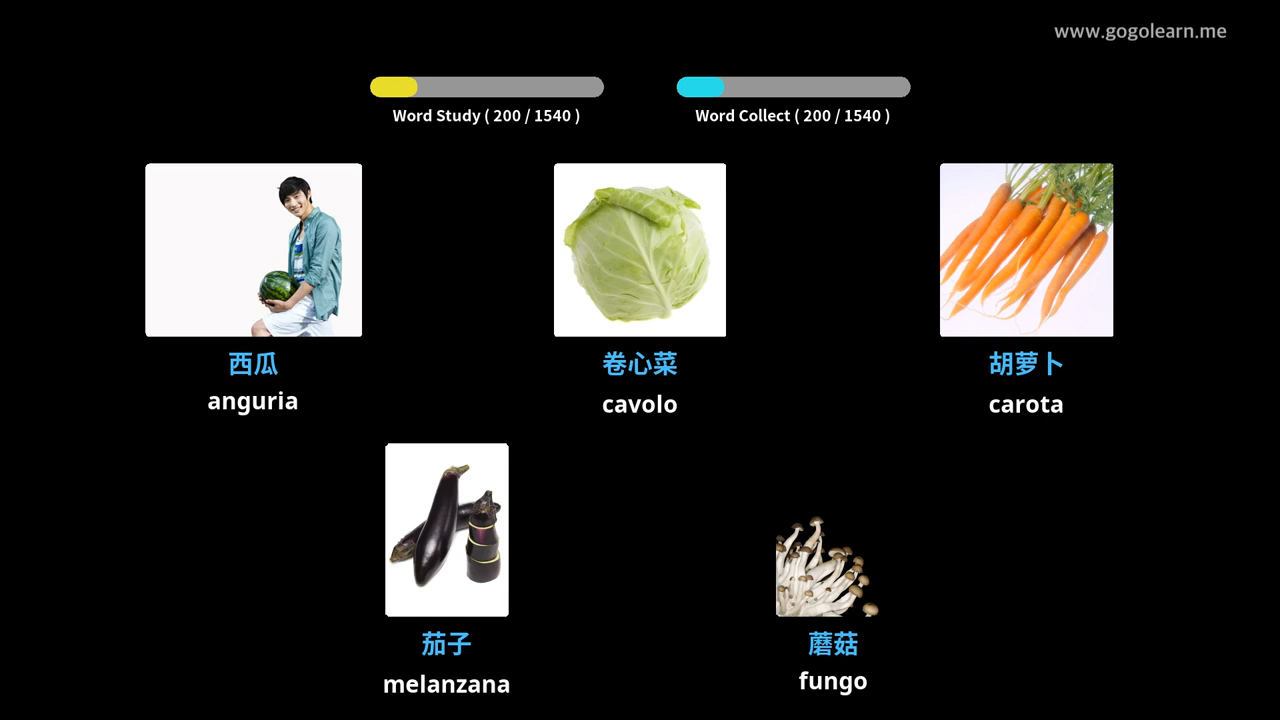 www.gogolearn.me
Word Study ( 200 / 1540 )
Word Collect ( 200 / 1540 )
西瓜
anguria
卷心菜
cavolo
胡萝卜
carota
茄子
melanzana
蘑菇
fungo